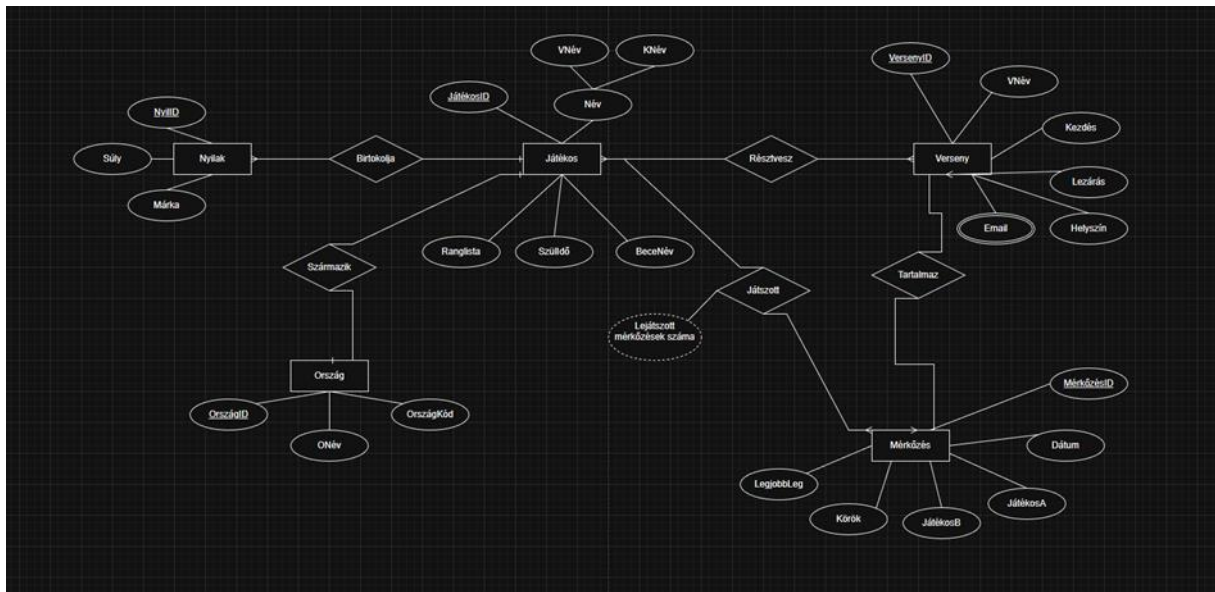 VNév
KNév
VersenyID
VNév
JátékosID
Név
NyilID
Kezdés
Súly
Nyilak
Birtokolja
Játékos
Résztvesz
Verseny
Lezárás
Márka
Email
Helyszín
Ranglista
SzülIdő
BeceNév
Származik
Tartalmaz
Játszott
Lejátszott
mérkőzések száma
Ország
MérkőzésID
OrszágID
OrszágKód
ONév
Mérkőzés
Dátum
LegjobbLeg
JátékosA
Körök
JátékosB